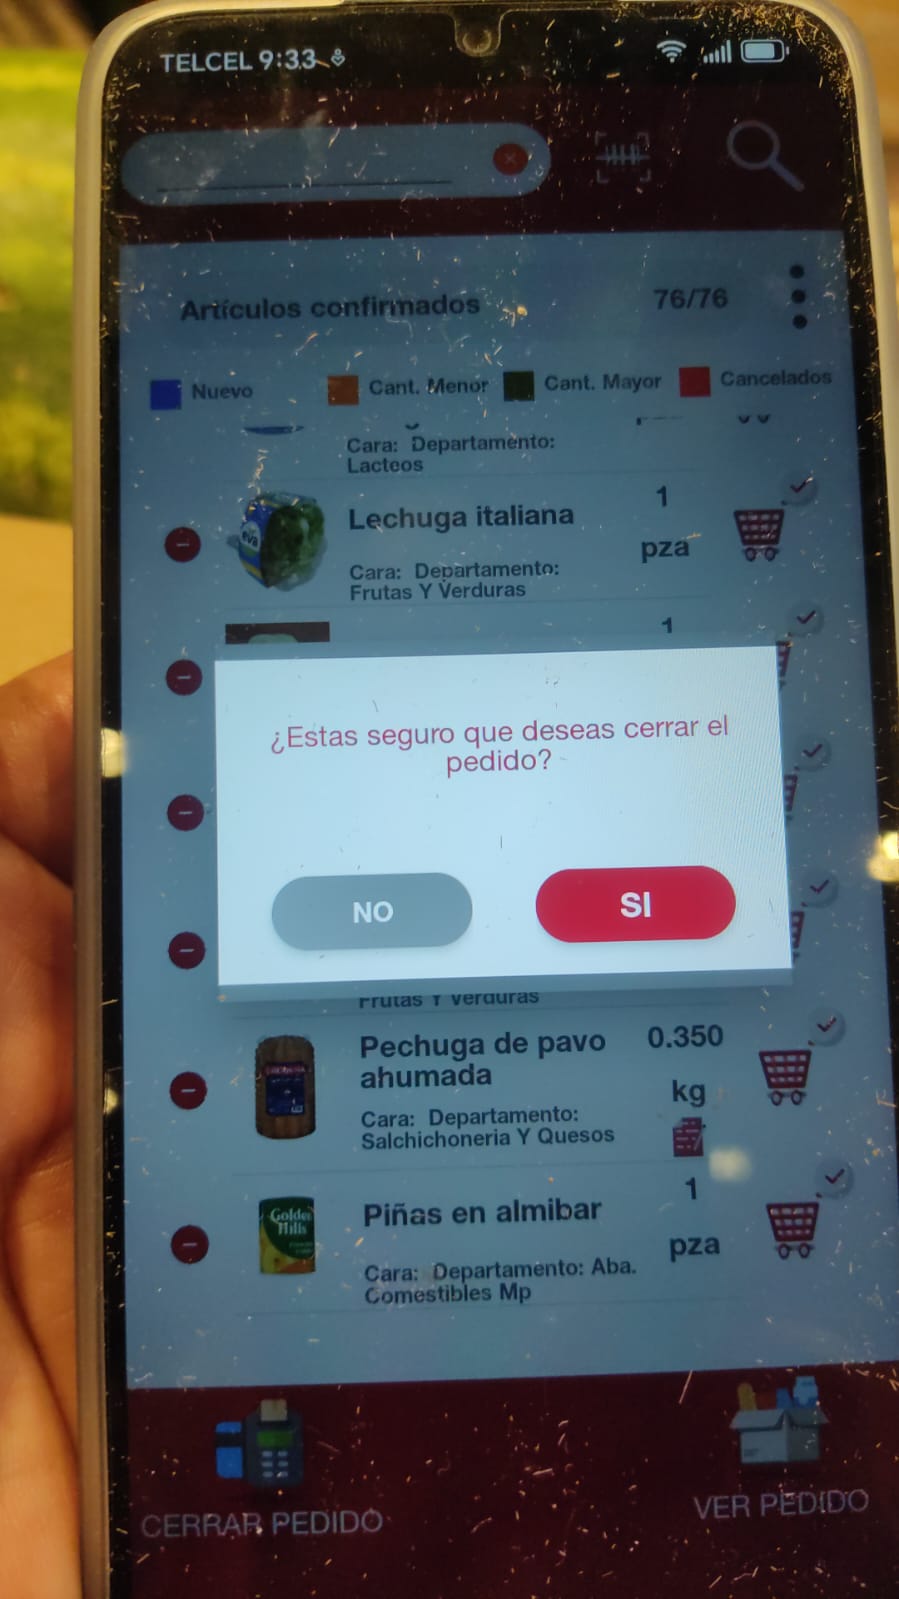 TELCEL 9:33
Artículos confirmados 76/76
Nuevo Cant. Menor Cant. Mayor Cancelados
Cara: Departamento:
Lacteos
Lechuga italiana
1
pza
Cara: Departamento:
Frutas Y Verduras
1
¿Estas seguro que deseas cerrar el
pedido?
NO SI
Frutas Y Verduras
Pechuga de pavo
ahumada
0.350
kg
Cara: Departamento:
Salchichoneria Y Quesos
Golden
Hills
Piñas en almibar
1
pza
Cara: Departamento: Aba.
Comestibles Mp
CERRAR PEDIDO
VER PEDIDO